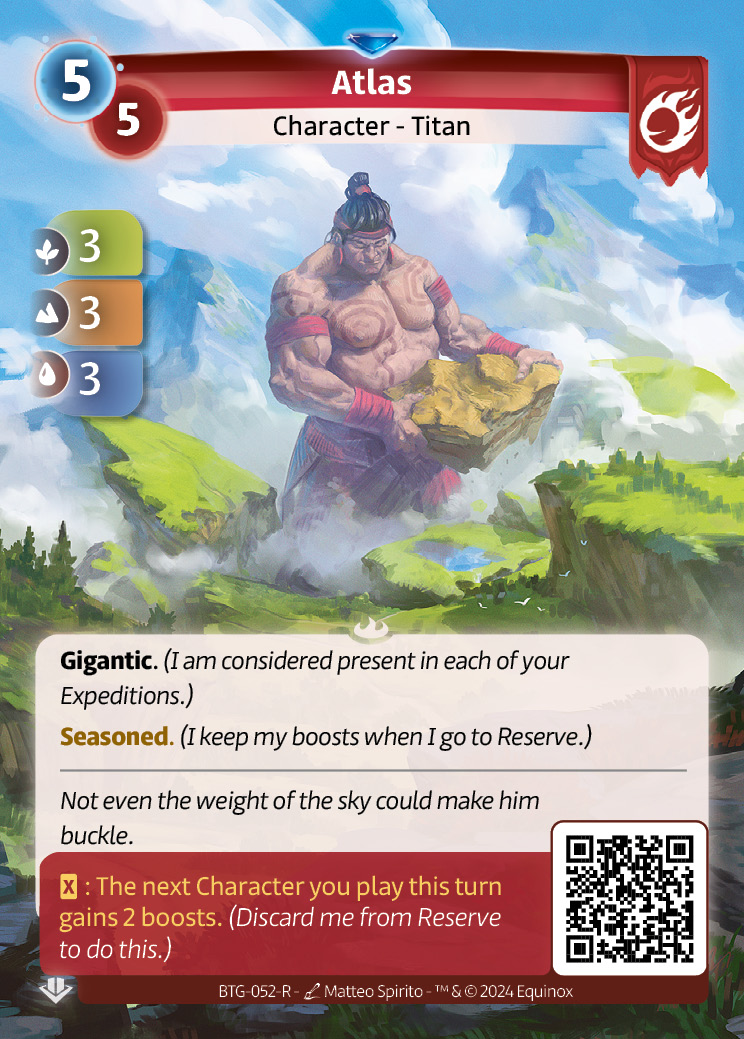 5
Atlas
5
Character - Titan
3
3
3
Gigantic. (I am considered present in each of your
Expeditions.)
Seasoned. (I keep my boosts when I go to Reserve.)
Not even the weight of the sky could make him
buckle.
X : The next Character you play this turn
gains 2 boosts. (Discard me from Reserve
to do this.)
BTG-052-R - Matteo Spirito - ™ & © 2024 Equinox